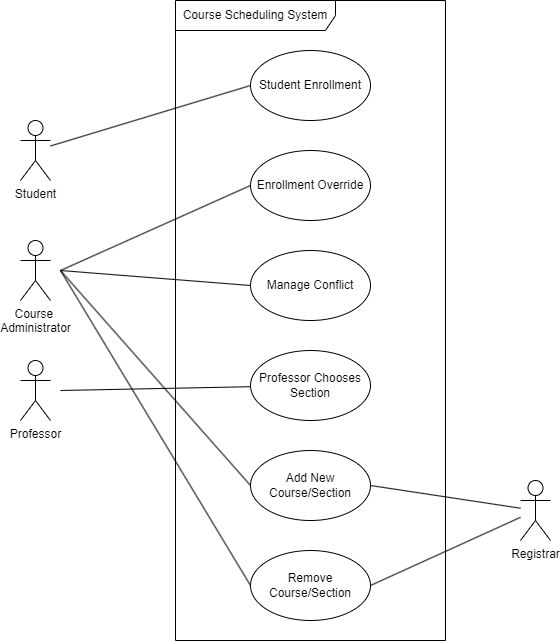 Course Scheduling System
Student Enrollment
Student
Enrollment Override
Course
Administrator
Manage Conflict
Professor
Professor Chooses
Section
Add New
Course/Section
Registrar
Remove
Course/Section